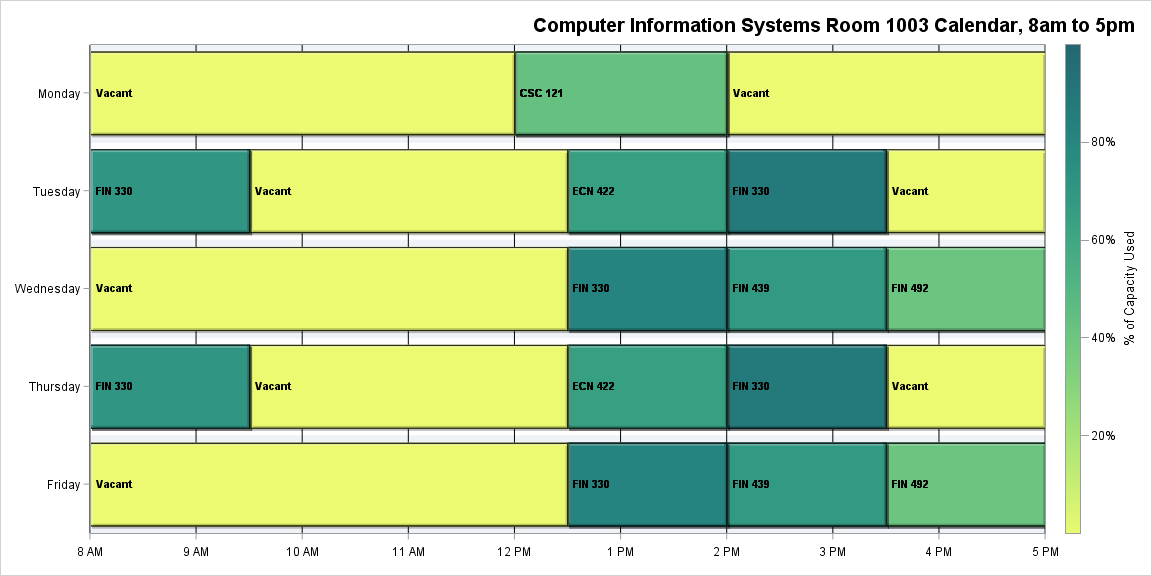 Computer Information Systems Room 1003 Calendar, 8am to 5pm
Monday
Vacant
CSC 121
Vacant
Tuesday
FIN 330
Vacant
ECN 422
FIN 330
Vacant
Wednesday
Vacant
FIN 330
FIN 439
FIN 492
Thursday
FIN 330
Vacant
ECN 422
FIN 330
Vacant
Friday
Vacant
FIN 330
FIN 439
FIN 492
8 AM
9 AM
10 AM
11 AM
12 PM
1 PM
2 PM
3 PM
4 PM
5 PM
80%
60%
40%
20%
% of Capacity Used